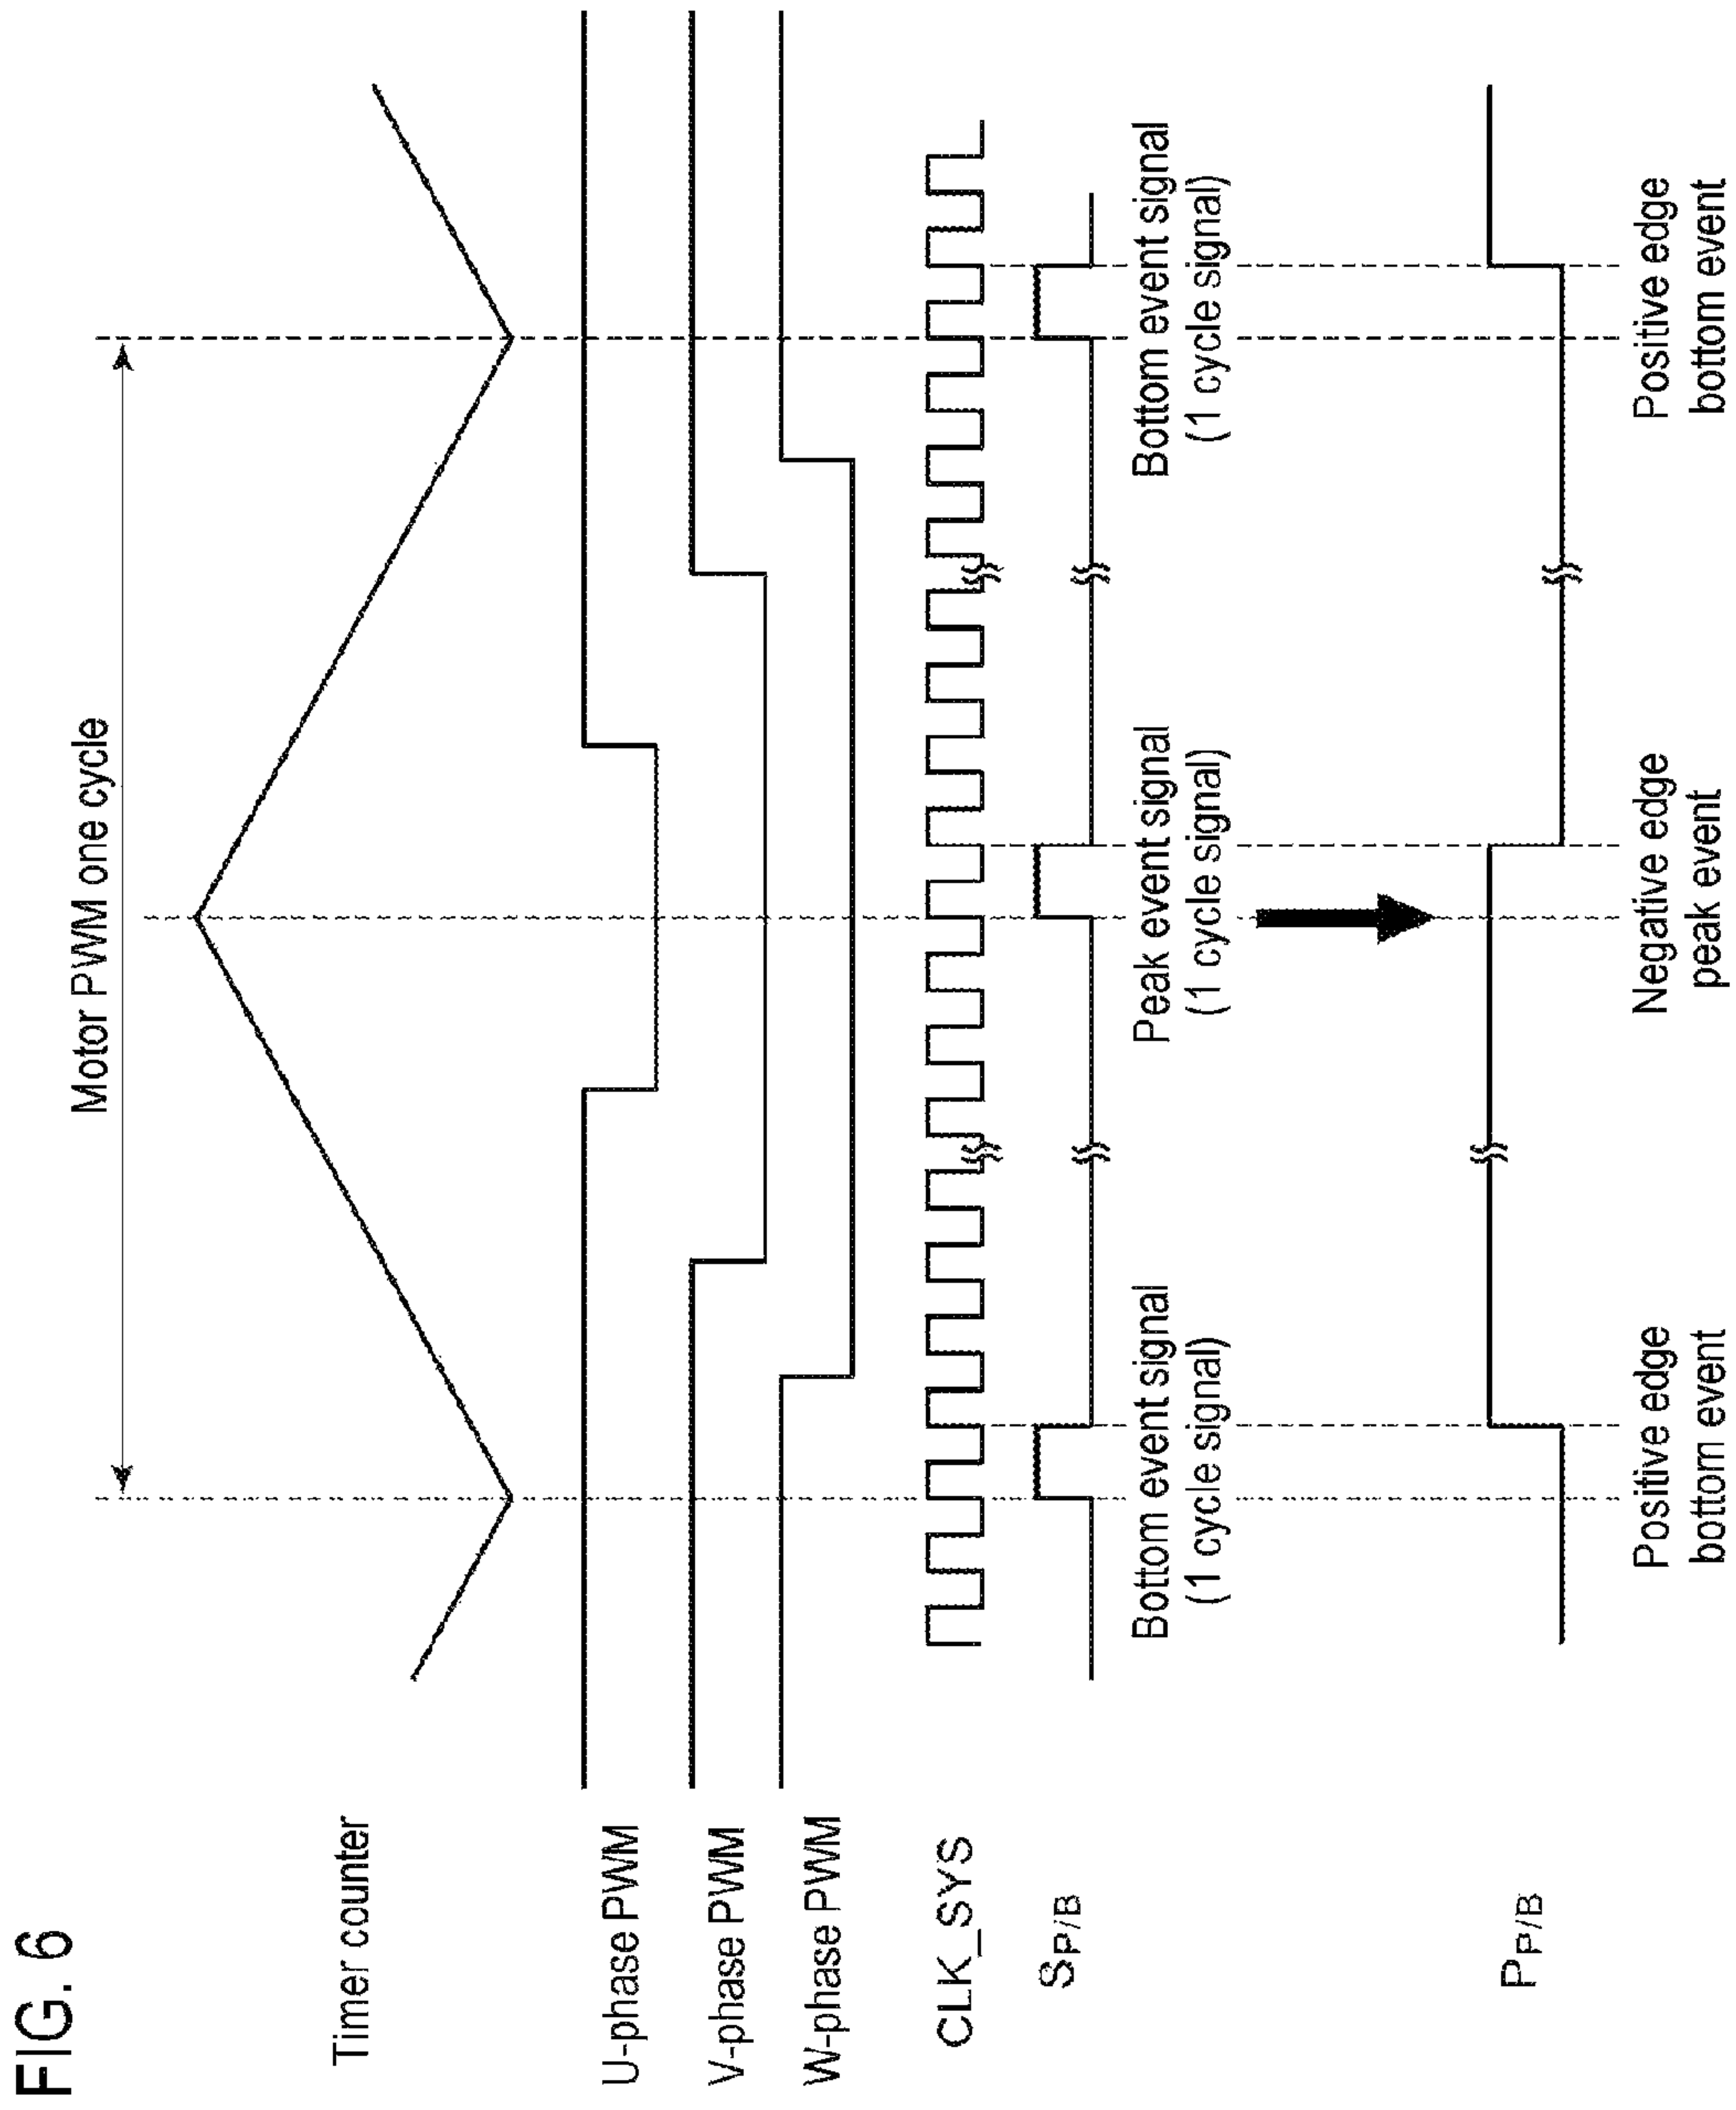 FIG. 6
Motor PWM one cycle
Timer counter
U-phase PWM
V-phase PWM
W-phase PWM
CLK_SYS
SP/B
Bottom event signal
(1 cycle signal)
Peak event signal
(1 cycle signal)
Bottom event signal
(1 cycle signal)
PP/B
Positive edge
bottom event
Negative edge
peak event
Positive edge
bottom event